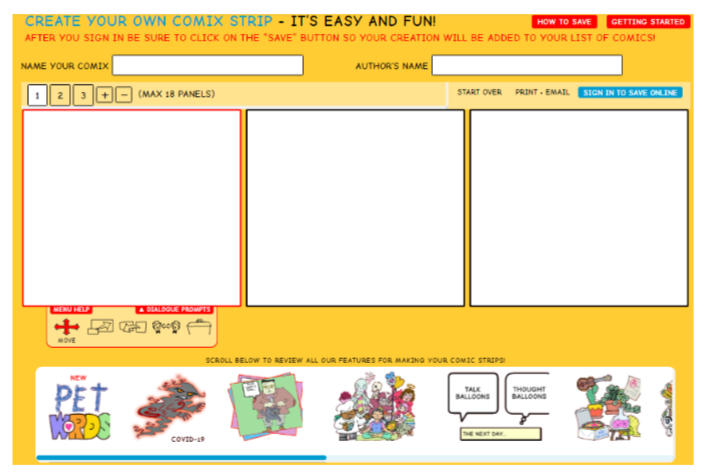 CREATE YOUR OWN COMIX STRIP - IT'S EASY AND FUN!
HOW TO SAVE
GETTING STARTED
AFTER YOU SIGN IN BE SURE TO CLICK ON THE "SAVE" BUTTON SO YOUR CREATION WILL BE ADDED TO YOUR LIST OF COMICS!
NAME YOUR COMIX
AUTHOR'S NAME
1 2 3 + − (MAX 18 PANELS)
START OVER PRINT - EMAIL SIGN IN TO SAVE ONLINE
MENU HELP
▲ DIALOGUE PROMPTS
MOVE
SCROLL BELOW TO REVIEW ALL OUR FEATURES FOR MAKING YOUR COMIC STRIPS!
NEW
PET
WORDS
COVID-19
TALK
BALLOONS
THOUGHT
BALLOONS
THE NEXT DAY...